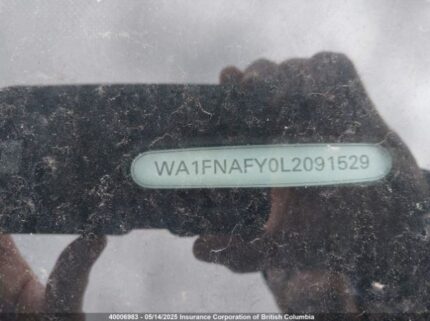 WA1FNAFY0L2091529
40006983 - 05/14/2025 Insurance Corporation of British Columbia